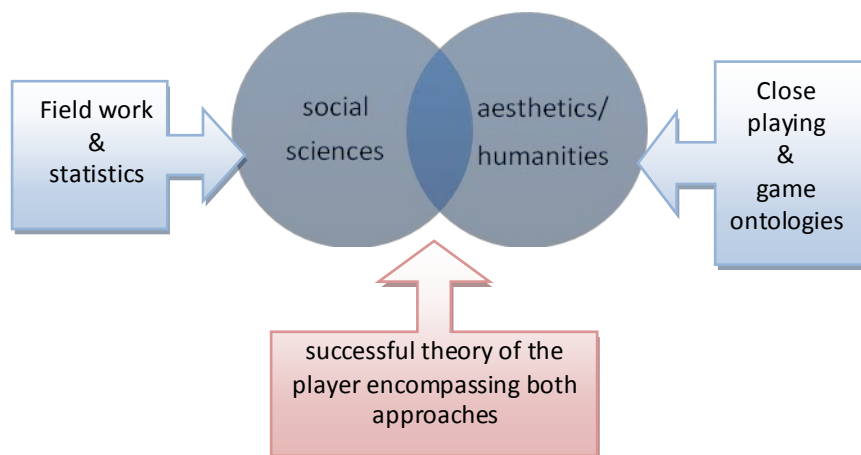 Field work
&
statistics
social
sciences
aesthetics/
humanities
Close
playing
&
game
ontologies
successful theory of the
player encompassing both
approaches